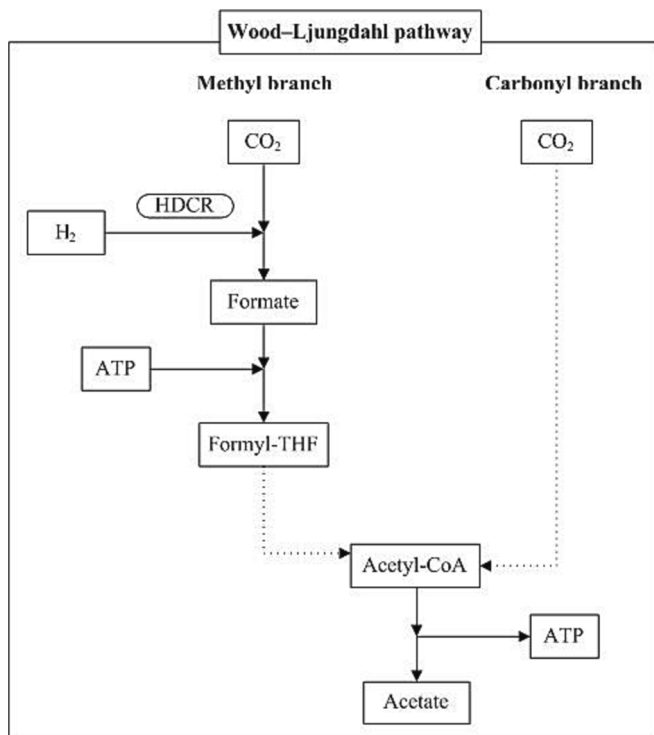 Wood–Ljungdahl pathway
Methyl branch
Carbonyl branch
CO₂
CO₂
HDCR
H₂
Formate
ATP
Formyl-THF
Acetyl-CoA
ATP
Acetate